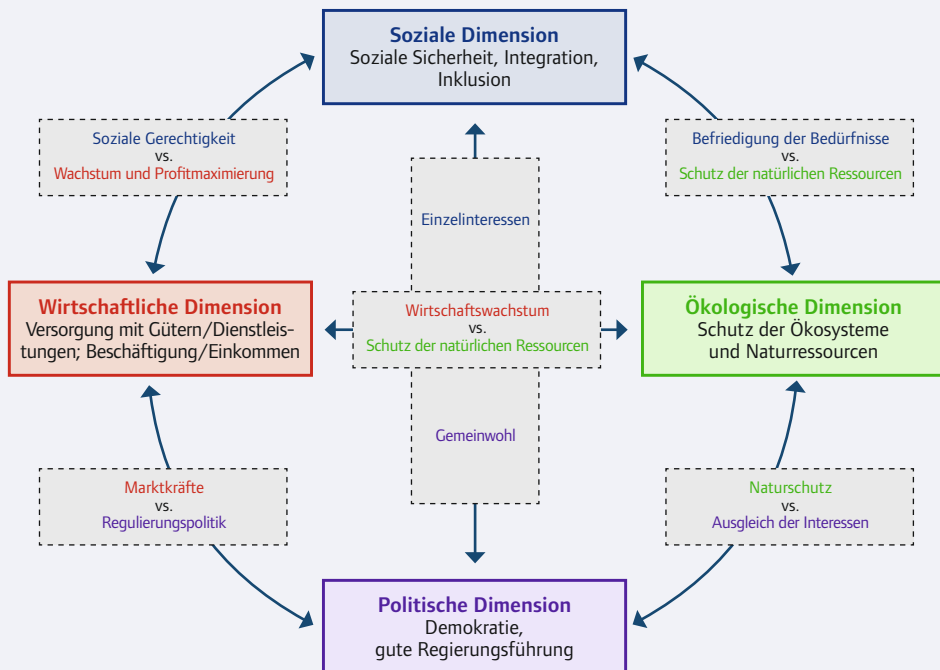 Soziale Dimension
Soziale Sicherheit, Integration,
Inklusion
Soziale Gerechtigkeit
vs.
Wachstum und Profitmaximierung
Befriedigung der Bedürfnisse
vs.
Schutz der natürlichen Ressourcen
Einzelinteressen
Wirtschaftliche Dimension
Versorgung mit Gütern/Dienstleis-
tungen; Beschäftigung/Einkommen
Wirtschaftswachstum
vs.
Schutz der natürlichen Ressourcen
Ökologische Dimension
Schutz der Ökosysteme
und Naturressourcen
Gemeinwohl
Marktkräfte
vs.
Regulierungspolitik
Naturschutz
vs.
Ausgleich der Interessen
Politische Dimension
Demokratie,
gute Regierungsführung